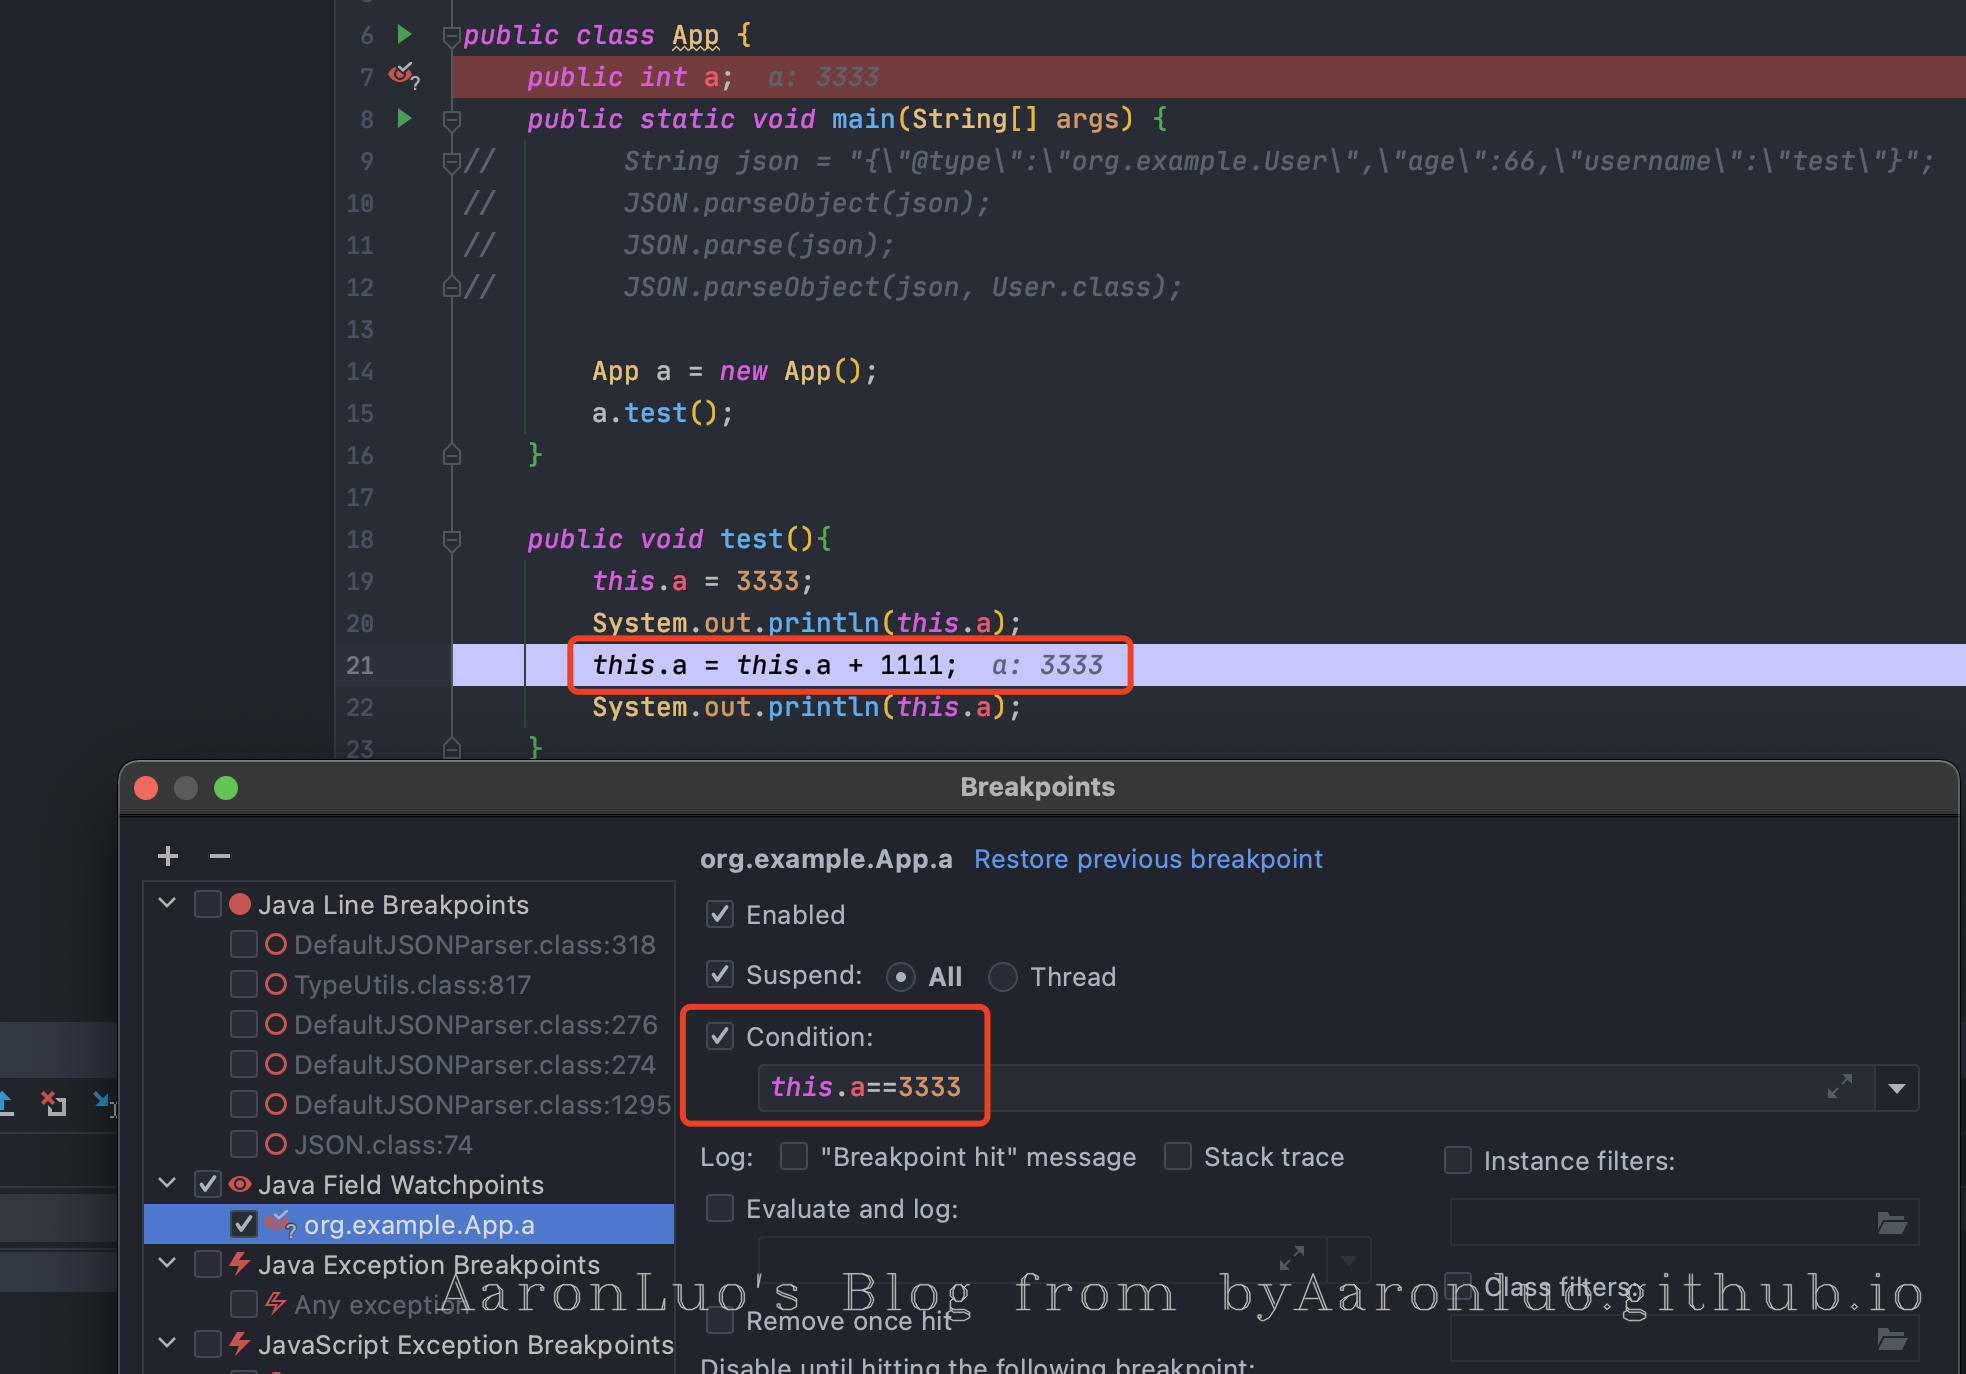 6 public class App {
7 public int a; a: 3333
8 public static void main(String[] args) {
9 // String json = "{\"@type\":\"org.example.User\",\"age\":66,\"username\":\"test\"}";
10 // JSON.parseObject(json);
11 // JSON.parse(json);
12 // JSON.parseObject(json, User.class);
13
14 App a = new App();
15 a.test();
16 }
17
18 public void test(){
19 this.a = 3333;
20 System.out.println(this.a);
21 this.a = this.a + 1111; a: 3333
22 System.out.println(this.a);
23 }
Breakpoints
Java Line Breakpoints
DefaultJSONParser.class:318
TypeUtils.class:817
DefaultJSONParser.class:276
DefaultJSONParser.class:274
DefaultJSONParser.class:1295
JSON.class:74
Java Field Watchpoints
org.example.App.a
Java Exception Breakpoints
Any exception
JavaScript Exception Breakpoints
org.example.App.a Restore previous breakpoint
Enabled
Suspend: All Thread
Condition:
this.a==3333
Log: "Breakpoint hit" message Stack trace
Instance filters:
Evaluate and log:
Class filters:
Remove once hit
Disable until hitting the following breakpoint:
AaronLuo's Blog from byAaronluo.github.io